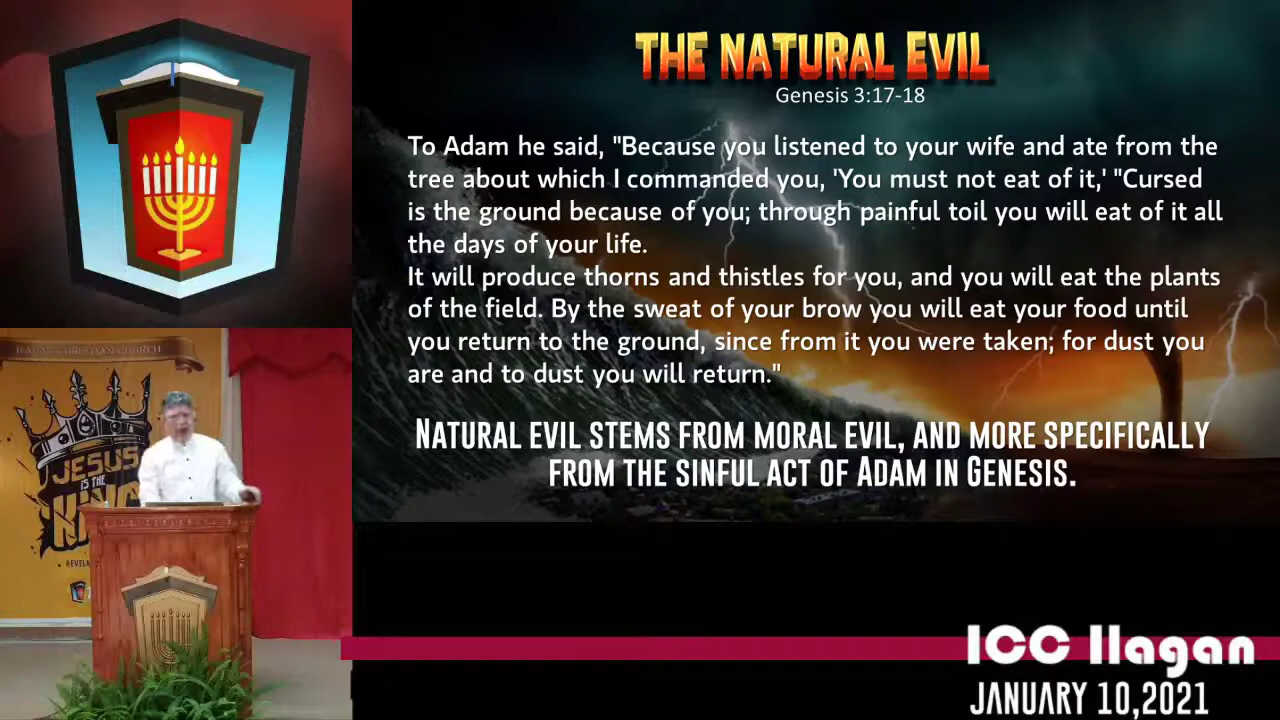 THE NATURAL EVIL
Genesis 3:17-18
To Adam he said, "Because you listened to your wife and ate from the
tree about which I commanded you, 'You must not eat of it,' "Cursed
is the ground because of you; through painful toil you will eat of it all
the days of your life.
It will produce thorns and thistles for you, and you will eat the plants
of the field. By the sweat of your brow you will eat your food until
you return to the ground, since from it you were taken; for dust you
are and to dust you will return."
NATURAL EVIL STEMS FROM MORAL EVIL, AND MORE SPECIFICALLY
FROM THE SINFUL ACT OF ADAM IN GENESIS.
CHRISTIAN CHURCH
JESUS
IS THE
ICC Ilagan
JANUARY 10,2021